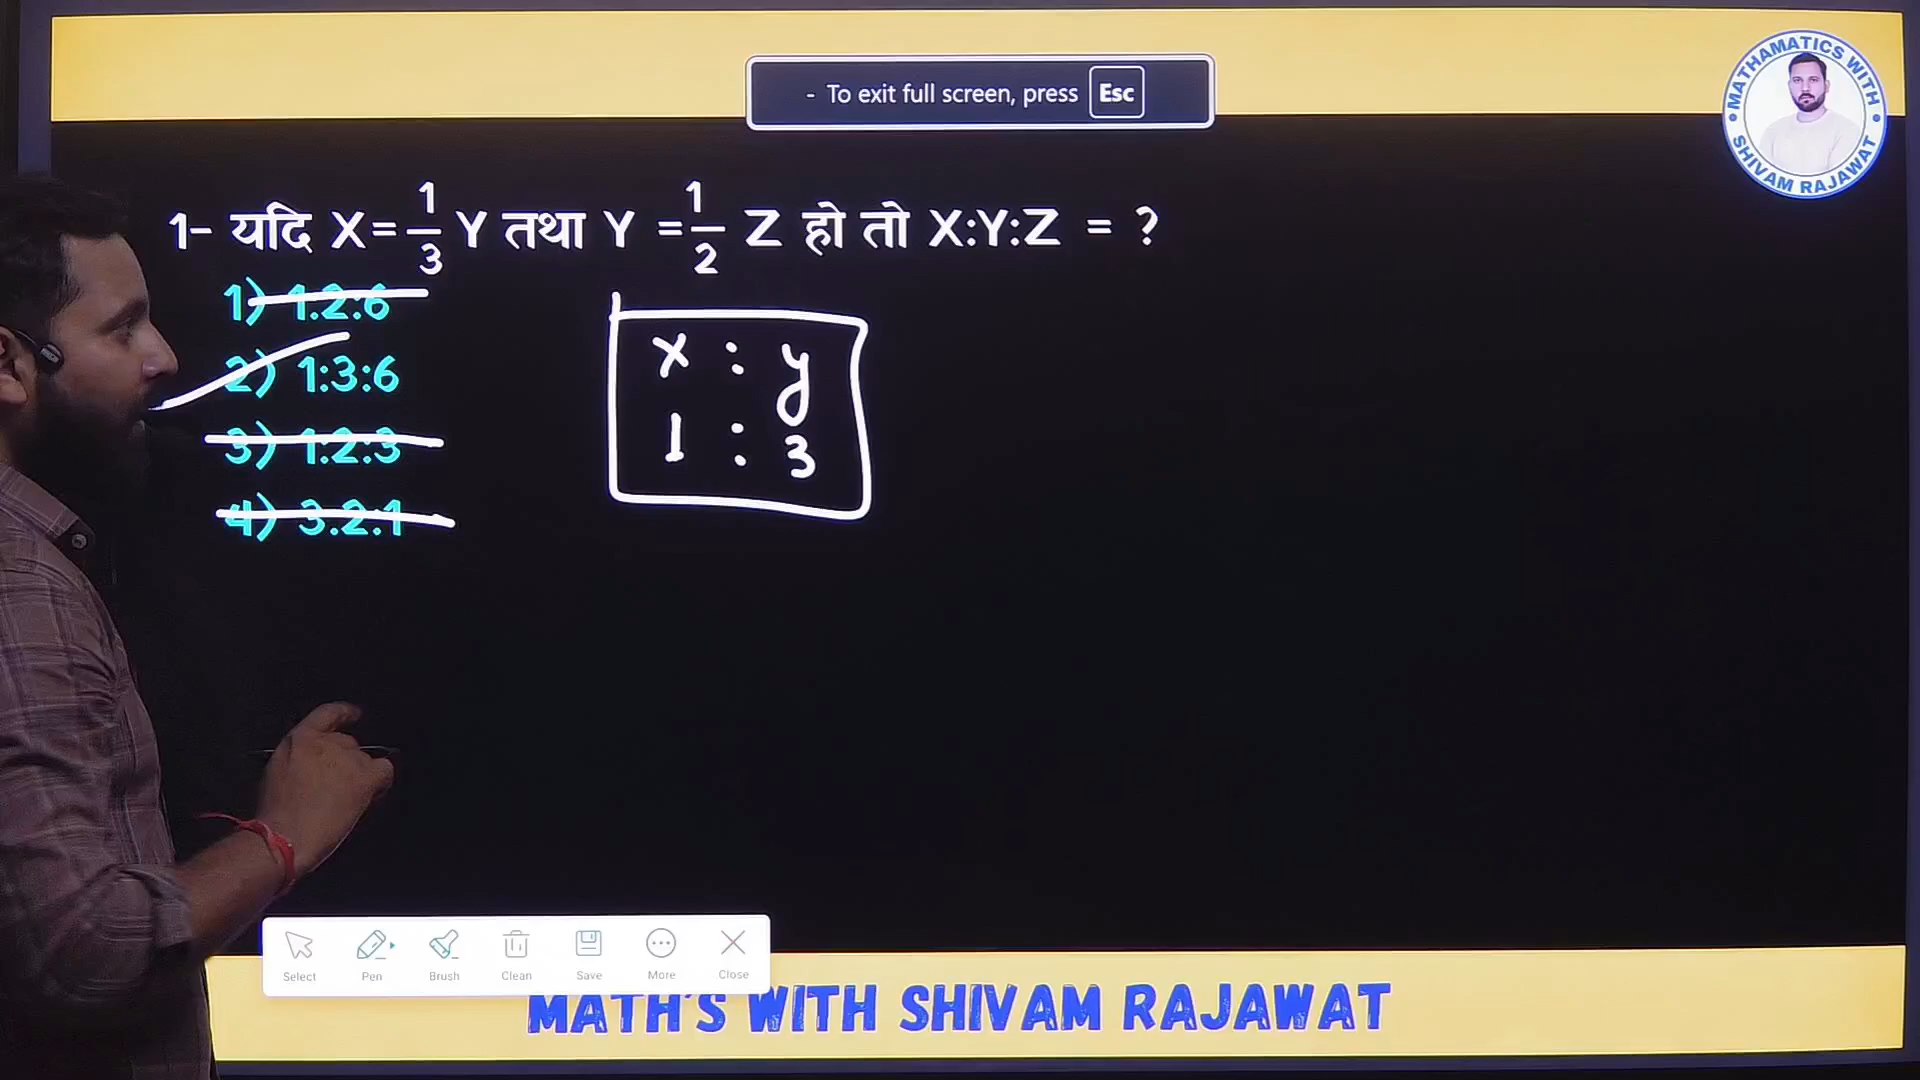 - To exit full screen, press Esc
MATHAMATICS WITH SHIVAM RAJAWAT
1- यदि X=1/3 Y तथा Y =1/2 Z हो तो X:Y:Z = ?
1) 1:2:6
2) 1:3:6
3) 1:2:3
4) 3:2:1
x : y
1 : 3
Select Pen Brush Clean Save More Close
MATH'S WITH SHIVAM RAJAWAT